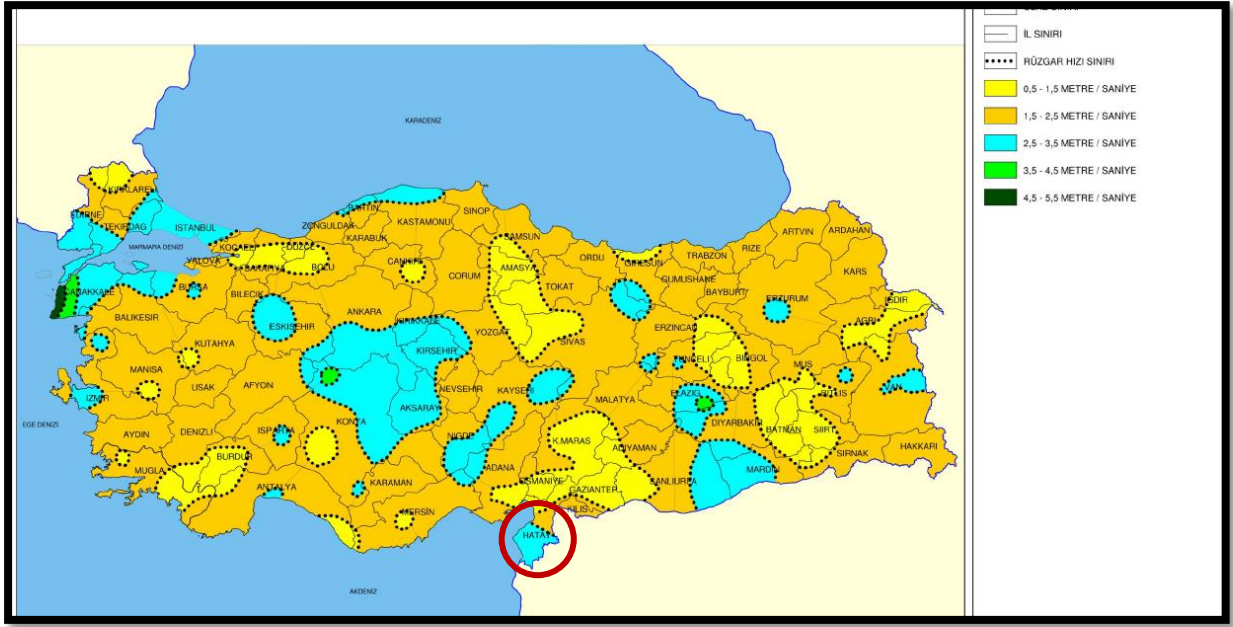 İL SINIRI
RÜZGAR HIZI SINIRI
0,5 - 1,5 METRE / SANİYE
1,5 - 2,5 METRE / SANİYE
2,5 - 3,5 METRE / SANİYE
3,5 - 4,5 METRE / SANİYE
4,5 - 5,5 METRE / SANİYE
KARADENIZ
KIRKLARELI
EDIRNE
TEKIRDAG
ISTANBUL
MARMARA DENIZI
KOCAELI
YALOVA
SAKARYA
DUZCE
BOLU
ZONGULDAK
BARTIN
KARABUK
KASTAMONU
SINOP
SAMSUN
CANKIRI
CORUM
AMASYA
TOKAT
ORDU
GIRESUN
TRABZON
RIZE
ARTVIN
ARDAHAN
KARS
GUMUSHANE
BAYBURT
ERZURUM
IGDIR
AGRI
CANAKKALE
BURSA
BILECIK
BALIKESIR
ESKISEHIR
ANKARA
KIRIKKALE
KIRSEHIR
YOZGAT
SIVAS
ERZINCAN
TUNCELI
BINGOL
MUS
BITLIS
VAN
KUTAHYA
MANISA
USAK
AFYON
IZMIR
NEVSEHIR
KAYSERI
AKSARAY
MALATYA
ELAZIG
DIYARBAKIR
BATMAN
SIIRT
SIRNAK
HAKKARI
EGE DENIZI
AYDIN
DENIZLI
ISPARTA
KONYA
NIGDE
K.MARAS
ADIYAMAN
BURDUR
MUGLA
ANTALYA
KARAMAN
ADANA
OSMANIYE
GAZIANTEP
SANLIURFA
MARDIN
MERSİN
KILIS
HATAY
AKDENIZ